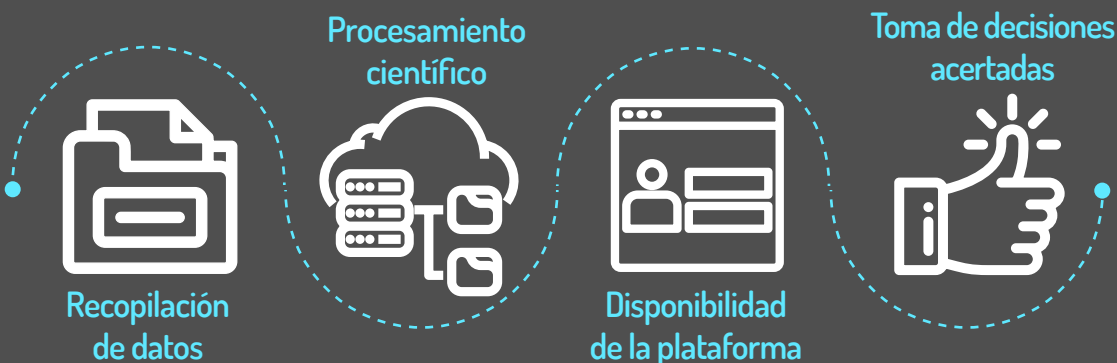 Recopilación
de datos
Procesamiento
científico
Disponibilidad
de la plataforma
Toma de decisiones
acertadas